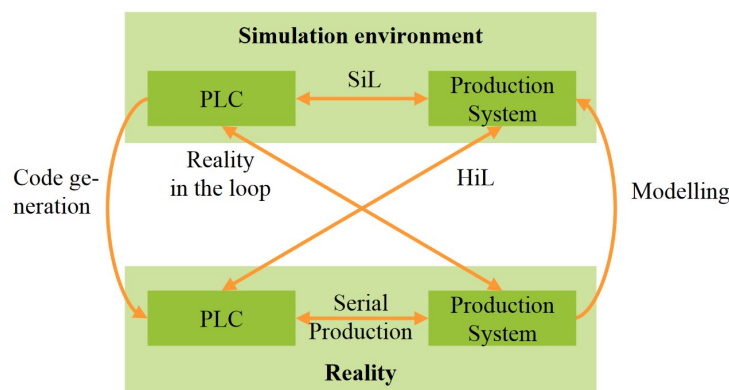 Simulation environment
PLC
SiL
Production
System
Reality
in the loop
HiL
Code ge-
neration
Modelling
PLC
Serial
Production
Production
System
Reality